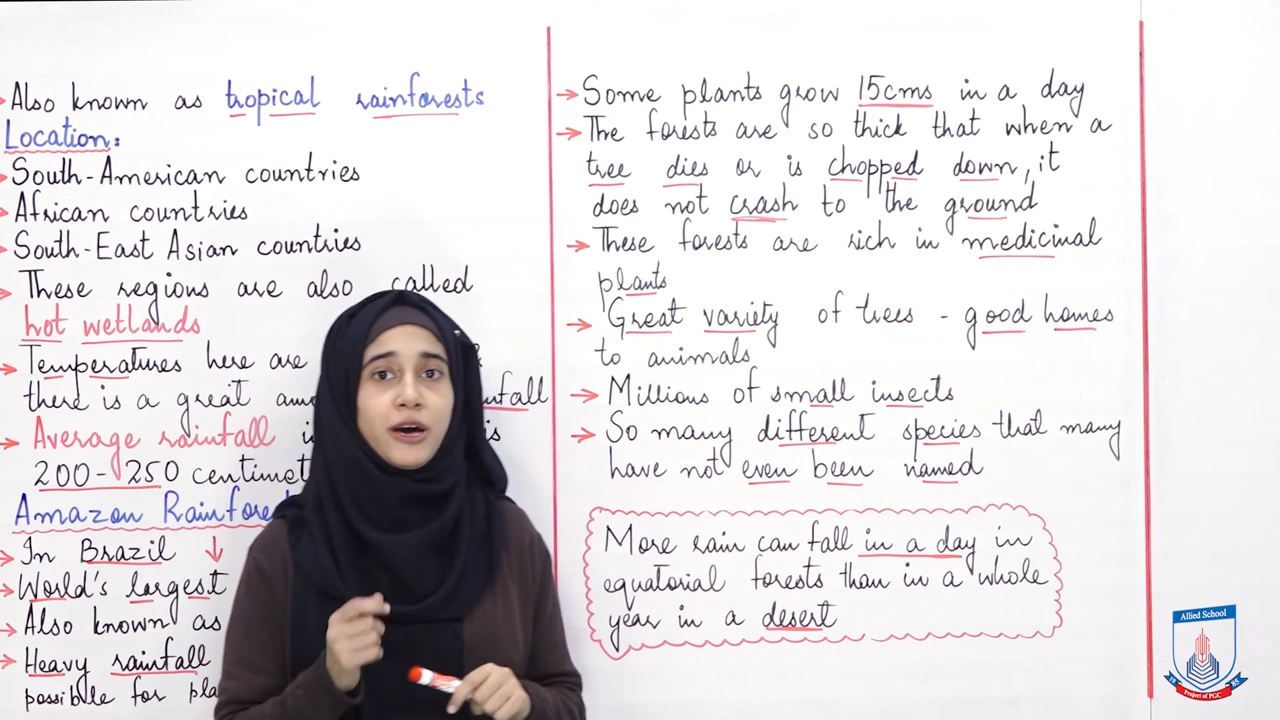 → Also known as tropical rainforests
Location:
→ South-American countries
→ African countries
→ South-East Asian countries
→ These regions are also called
hot wetlands
→ Temperatures here are
there is a great
→ Average rainfall is
200 - 250
Amazon
→ In Brazil ↓
→ World's largest
→ Also known as
→ Heavy rainfall
possible for
→ Some plants grow 15cms in a day
→ The forests are so thick that when a
tree dies or is chopped down, it
does not crash to the ground
→ These forests are rich in medicinal
plants
→ Great variety of trees - good homes
to animals
→ Millions of small insects
→ So many different species that many
have not even been named
More rain can fall in a day in
equatorial forests than in a whole
year in a desert
Allied School
Project of PGC
19 85